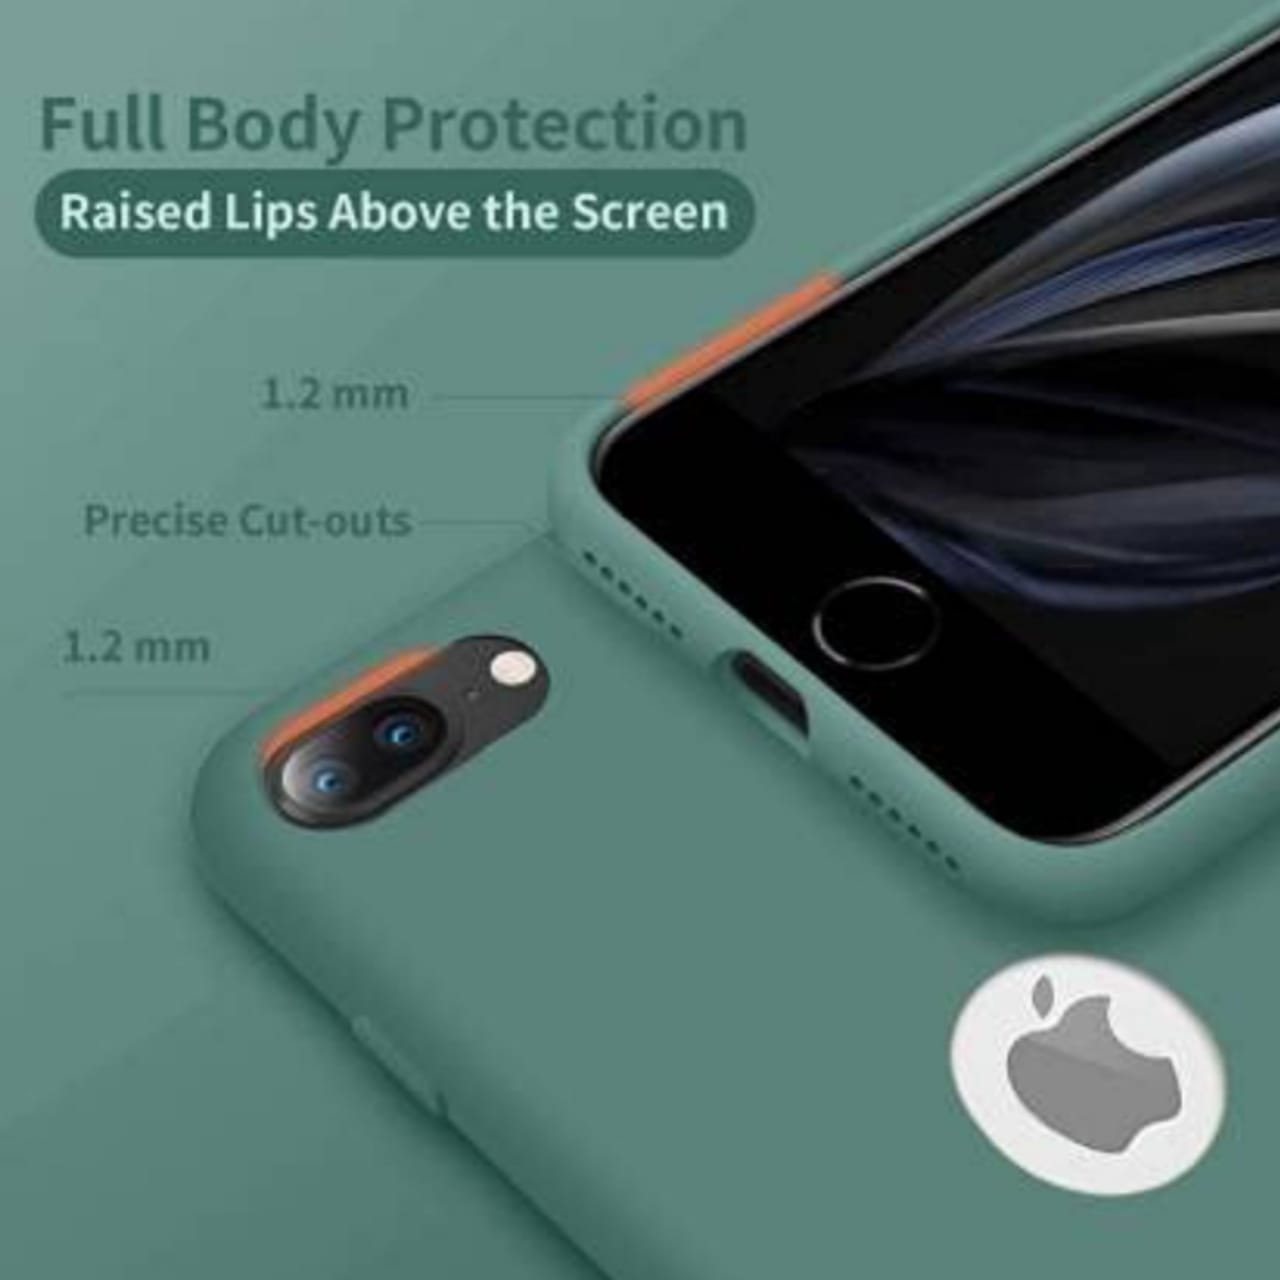 Full Body Protection
Raised Lips Above the Screen
1.2 mm
Precise Cut-outs
1.2 mm